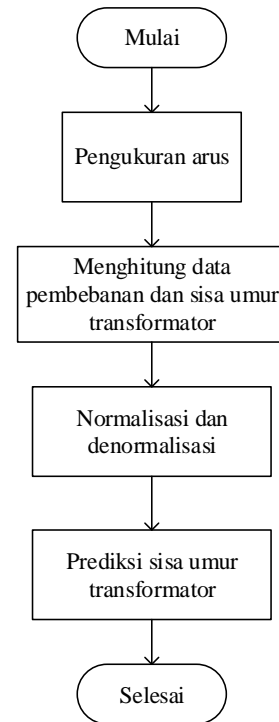 Mulai
Pengukuran arus
Menghitung data
pembebanan dan sisa umur
transformator
Normalisasi dan
denormalisasi
Prediksi sisa umur
transformator
Selesai